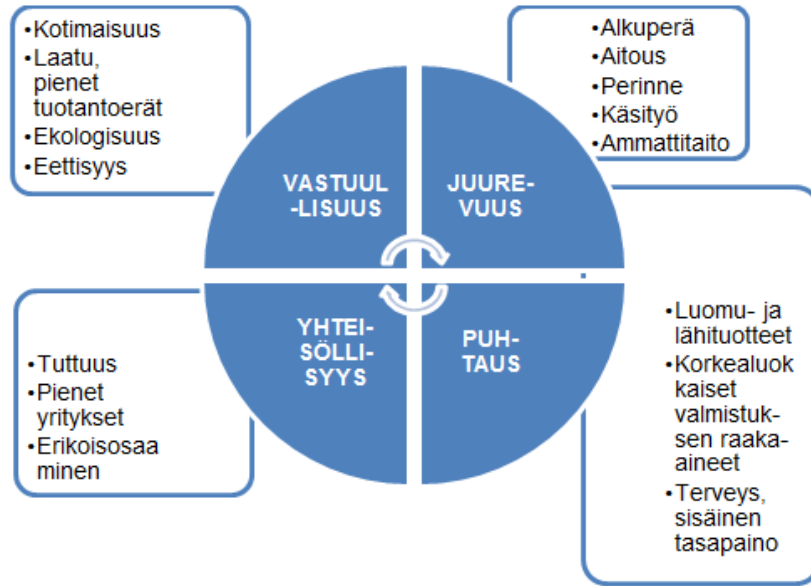 •Kotimaisuus
•Laatu,
pienet
tuotantoerät
•Ekologisuus
•Eettisyys
•Alkuperä
•Aitous
•Perinne
•Käsityö
•Ammattitaito
VASTUUL
-LISUUS
JUURE-
VUUS
YHTEI-
SÖLLI-
SYYS
PUH-
TAUS
•Tuttuus
•Pienet
yritykset
•Erikoisosaa
minen
•Luomu- ja
lähituotteet
•Korkealuok
kaiset
valmistuk-
sen raaka-
aineet
•Terveys,
sisäinen
tasapaino